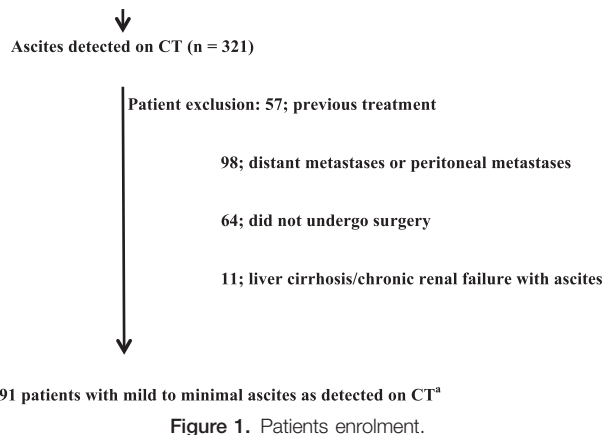 Ascites detected on CT (n = 321)
Patient exclusion: 57; previous treatment
98; distant metastases or peritoneal metastases
64; did not undergo surgery
11; liver cirrhosis/chronic renal failure with ascites
91 patients with mild to minimal ascites as detected on CTᵃ
Figure 1. Patients enrolment.